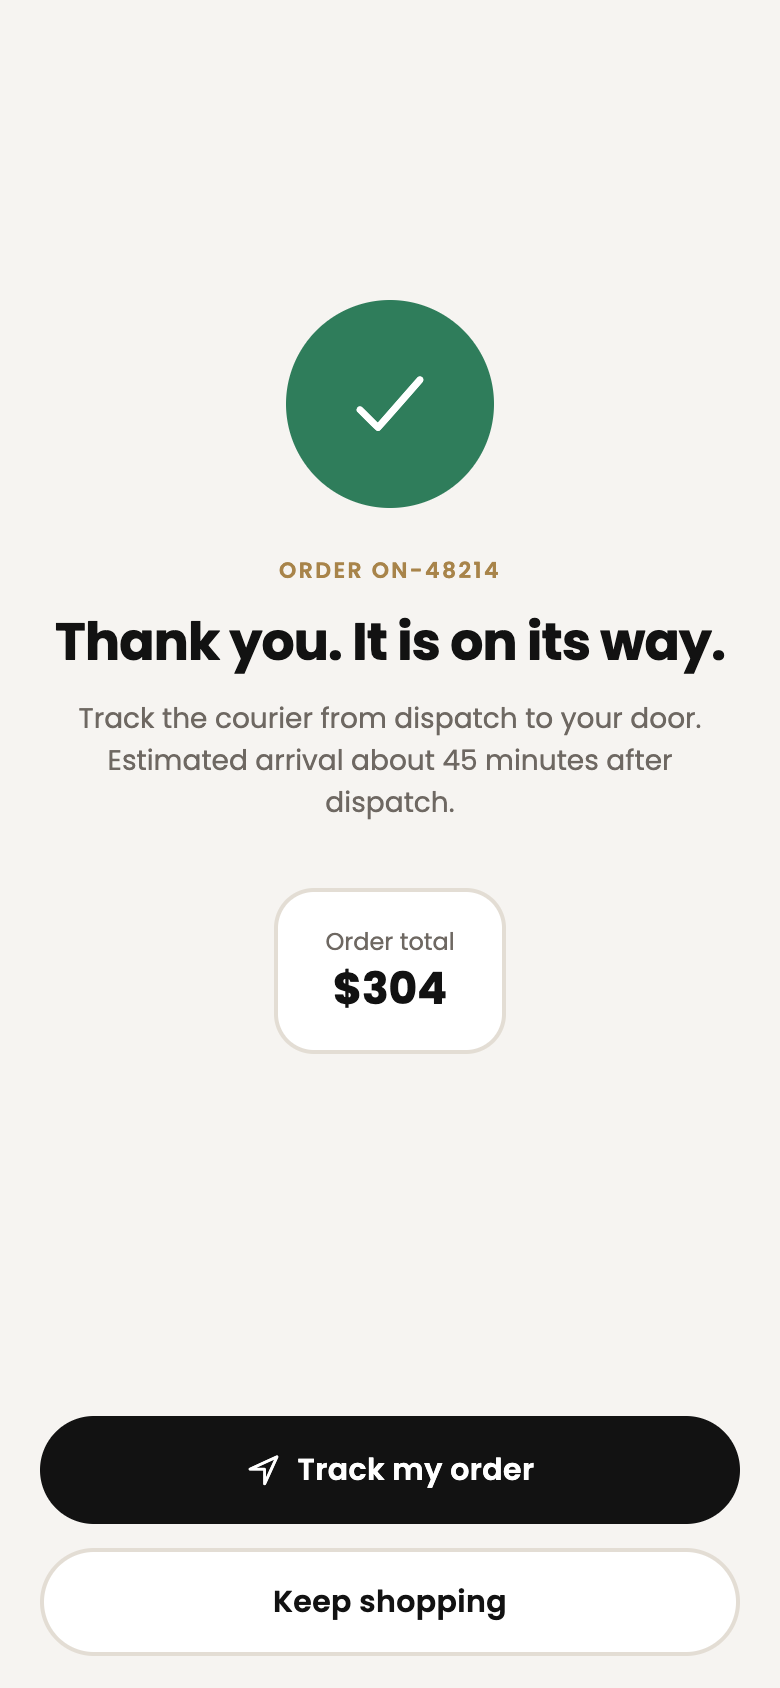 ORDER ON-48214
Thank you. It is on its way.
Track the courier from dispatch to your door.
Estimated arrival about 45 minutes after
dispatch.
Order total
$304
Track my order
Keep shopping